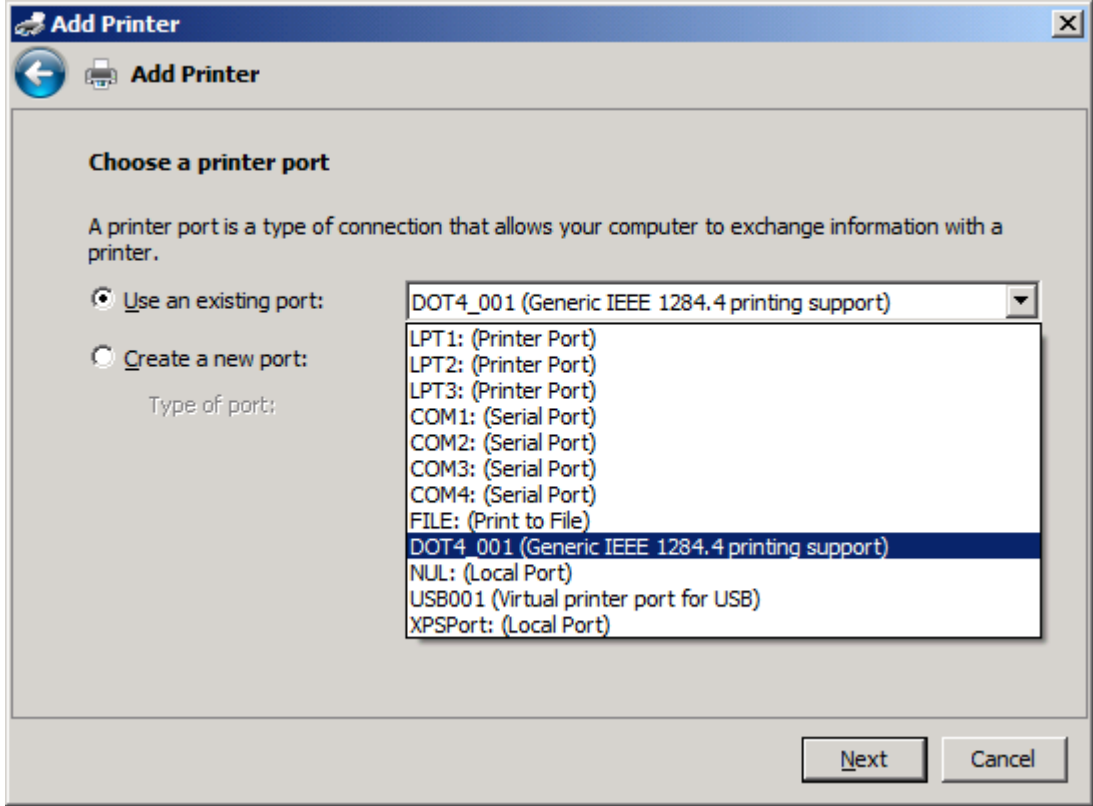 Add Printer
Add Printer
Choose a printer port
A printer port is a type of connection that allows your computer to exchange information with a
printer.
Use an existing port:
DOT4_001 (Generic IEEE 1284.4 printing support)
LPT1: (Printer Port)
LPT2: (Printer Port)
LPT3: (Printer Port)
COM1: (Serial Port)
COM2: (Serial Port)
COM3: (Serial Port)
COM4: (Serial Port)
FILE: (Print to File)
DOT4_001 (Generic IEEE 1284.4 printing support)
NUL: (Local Port)
USB001 (Virtual printer port for USB)
XPSPort: (Local Port)
Create a new port:
Type of port:
Next
Cancel